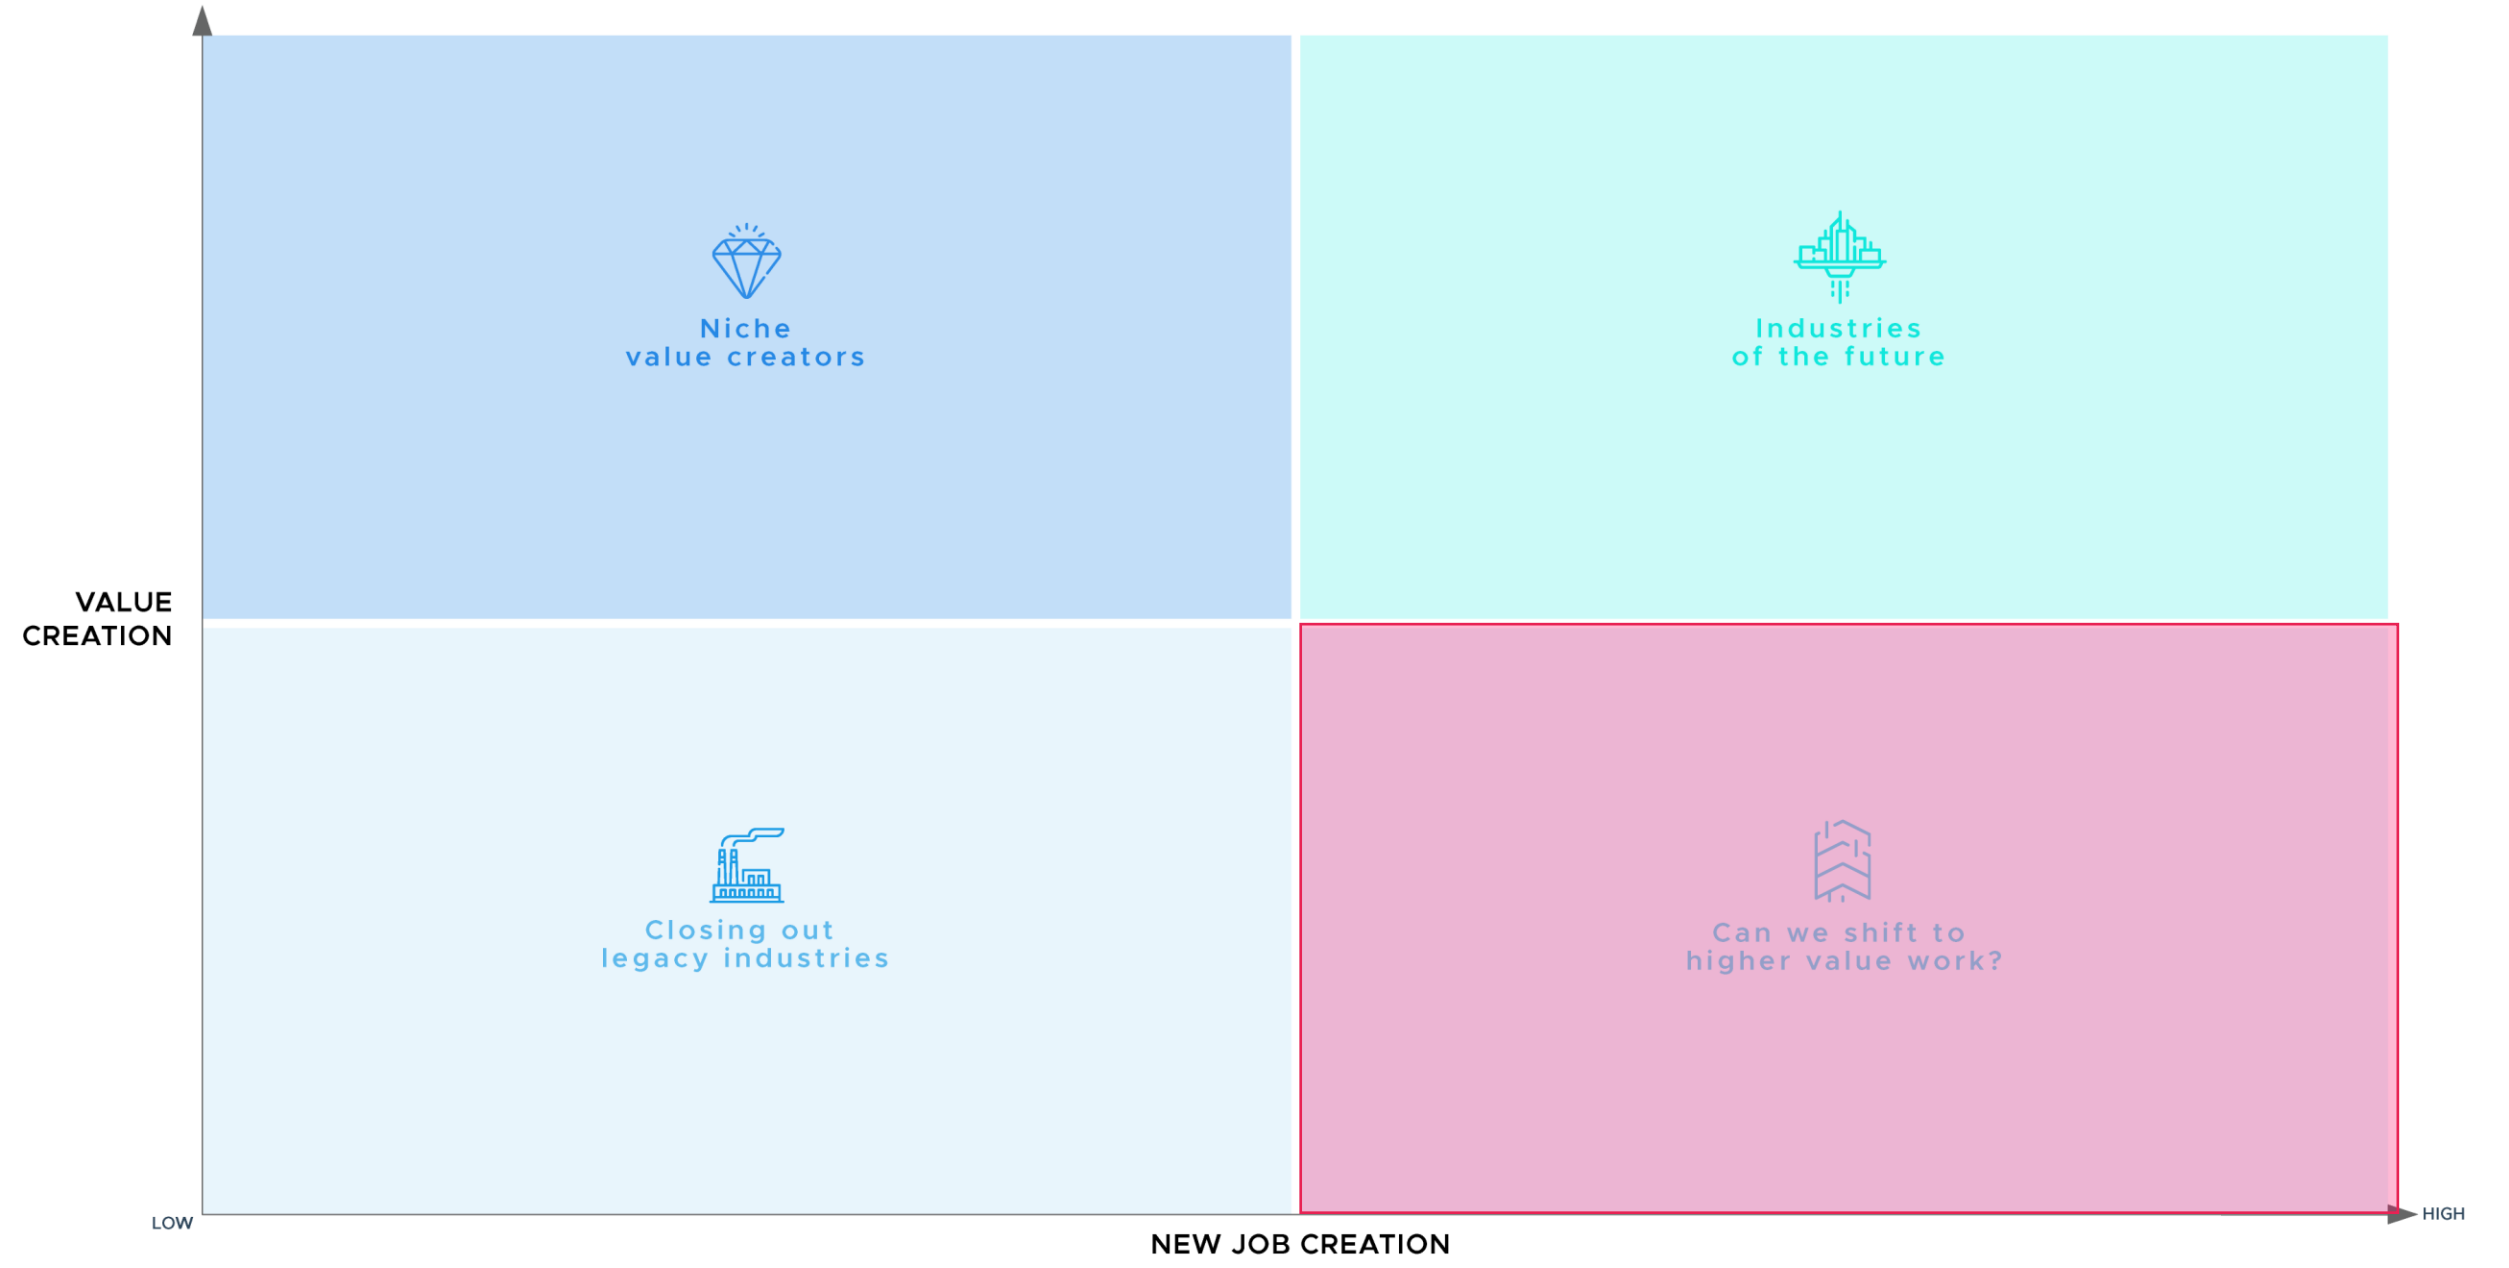 Niche
value creators
Industries
of the future
VALUE
CREATION
Closing out
legacy industries
Can we shift to
higher value work?
LOW
HIGH
NEW JOB CREATION